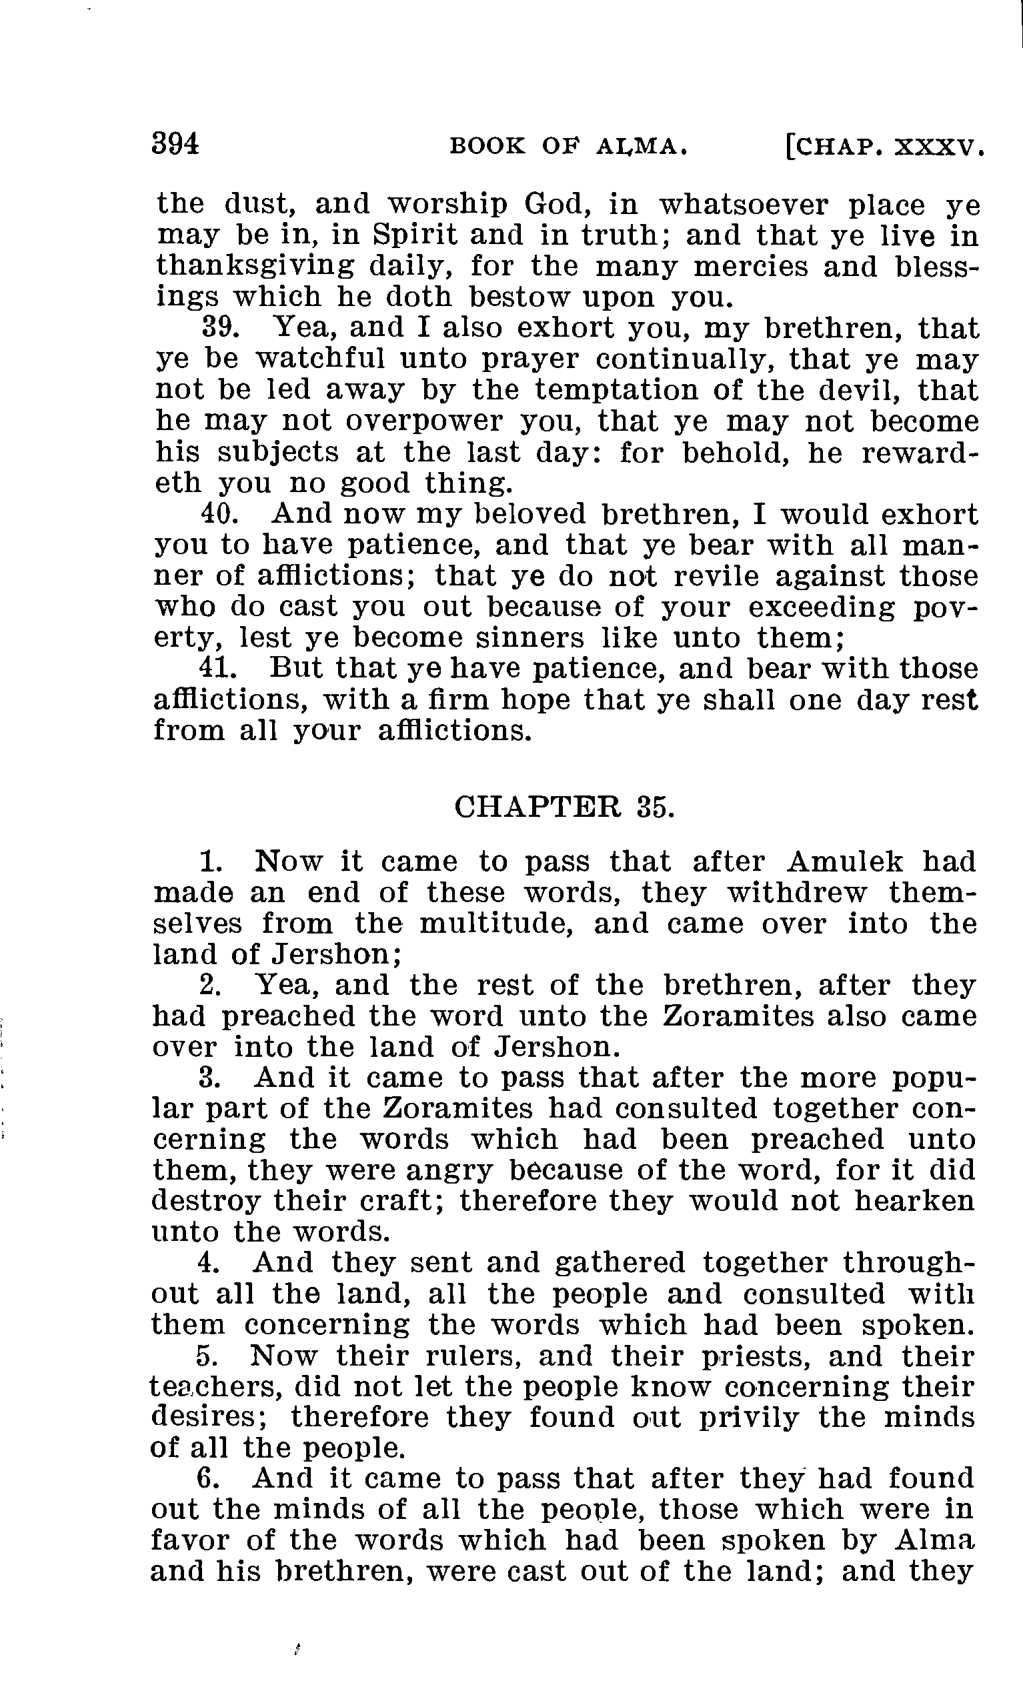 394 BOOK OF ALMA. [CHAP. XXXV.
the dust, and worship God, in whatsoever place ye
may be in, in Spirit and in truth; and that ye live in
thanksgiving daily, for the many mercies and bless-
ings which he doth bestow upon you.
39. Yea, and I also exhort you, my brethren, that
ye be watchful unto prayer continually, that ye may
not be led away by the temptation of the devil, that
he may not overpower you, that ye may not become
his subjects at the last day: for behold, he reward-
eth you no good thing.
40. And now my beloved brethren, I would exhort
you to have patience, and that ye bear with all man-
ner of afflictions; that ye do not revile against those
who do cast you out because of your exceeding pov-
erty, lest ye become sinners like unto them;
41. But that ye have patience, and bear with those
afflictions, with a firm hope that ye shall one day rest
from all your afflictions.
CHAPTER 35.
1. Now it came to pass that after Amulek had
made an end of these words, they withdrew them-
selves from the multitude, and came over into the
land of Jershon;
2. Yea, and the rest of the brethren, after they
had preached the word unto the Zoramites also came
over into the land of Jershon.
3. And it came to pass that after the more popu-
lar part of the Zoramites had consulted together con-
cerning the words which had been preached unto
them, they were angry because of the word, for it did
destroy their craft; therefore they would not hearken
unto the words.
4. And they sent and gathered together through-
out all the land, all the people and consulted with
them concerning the words which had been spoken.
5. Now their rulers, and their priests, and their
teachers, did not let the people know concerning their
desires; therefore they found out privily the minds
of all the people.
6. And it came to pass that after they had found
out the minds of all the people, those which were in
favor of the words which had been spoken by Alma
and his brethren, were cast out of the land; and they